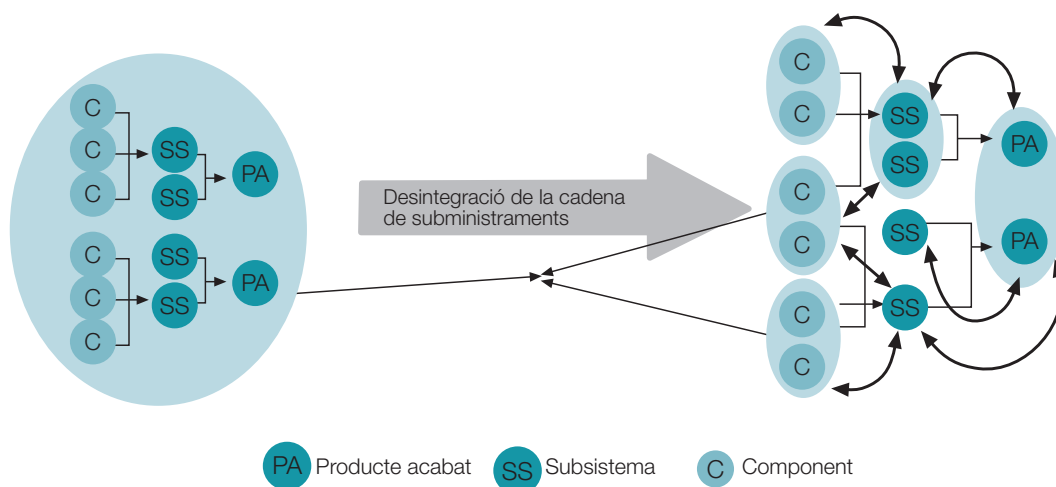 C
C
C
SS
SS
PA
C
C
C
SS
SS
PA
Desintegració de la cadena
de subministraments
C
C
C
C
C
C
SS
SS
SS
SS
PA
PA
PA Producte acabat
SS Subsistema
C Component